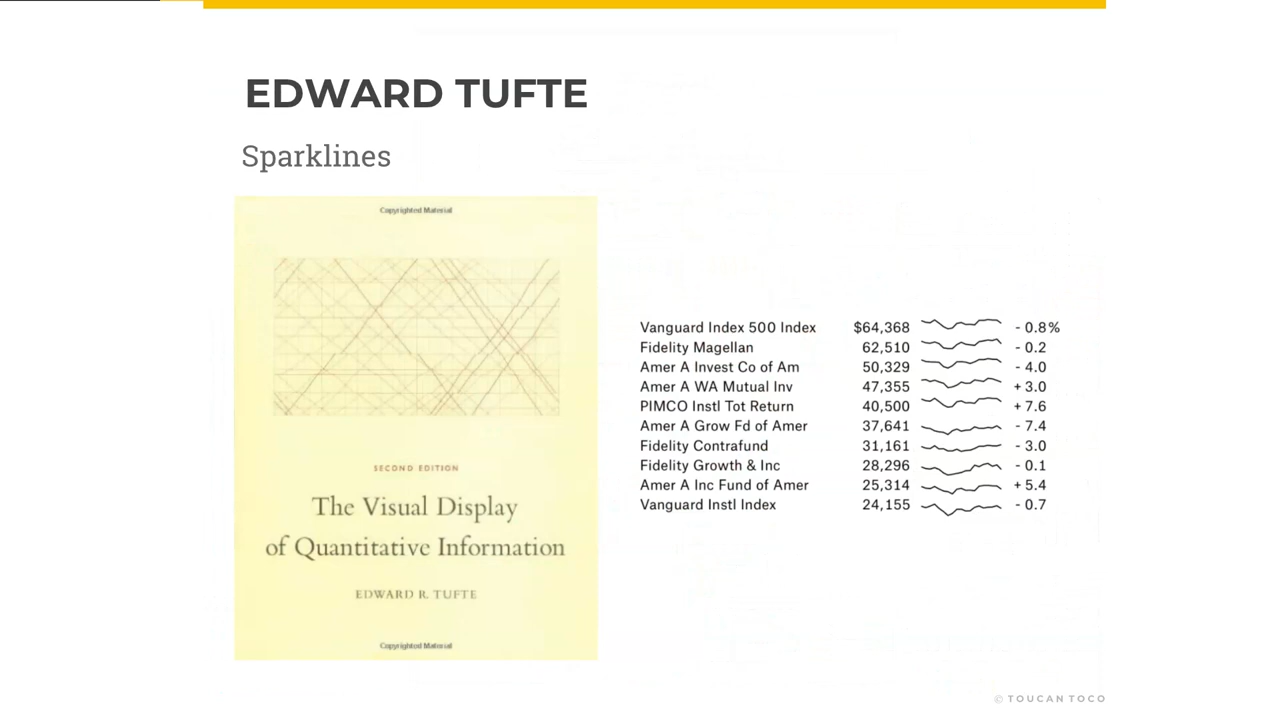 EDWARD TUFTE
Sparklines
Copyrighted Material
SECOND EDITION
The Visual Display
of Quantitative Information
EDWARD R. TUFTE
Copyrighted Material
Vanguard Index 500 Index $64,368 - 0.8%
Fidelity Magellan 62,510 - 0.2
Amer A Invest Co of Am 50,329 - 4.0
Amer A WA Mutual Inv 47,355 + 3.0
PIMCO Instl Tot Return 40,500 + 7.6
Amer A Grow Fd of Amer 37,641 - 7.4
Fidelity Contrafund 31,161 - 3.0
Fidelity Growth & Inc 28,296 - 0.1
Amer A Inc Fund of Amer 25,314 + 5.4
Vanguard Instl Index 24,155 - 0.7
© TOUCAN TOCO